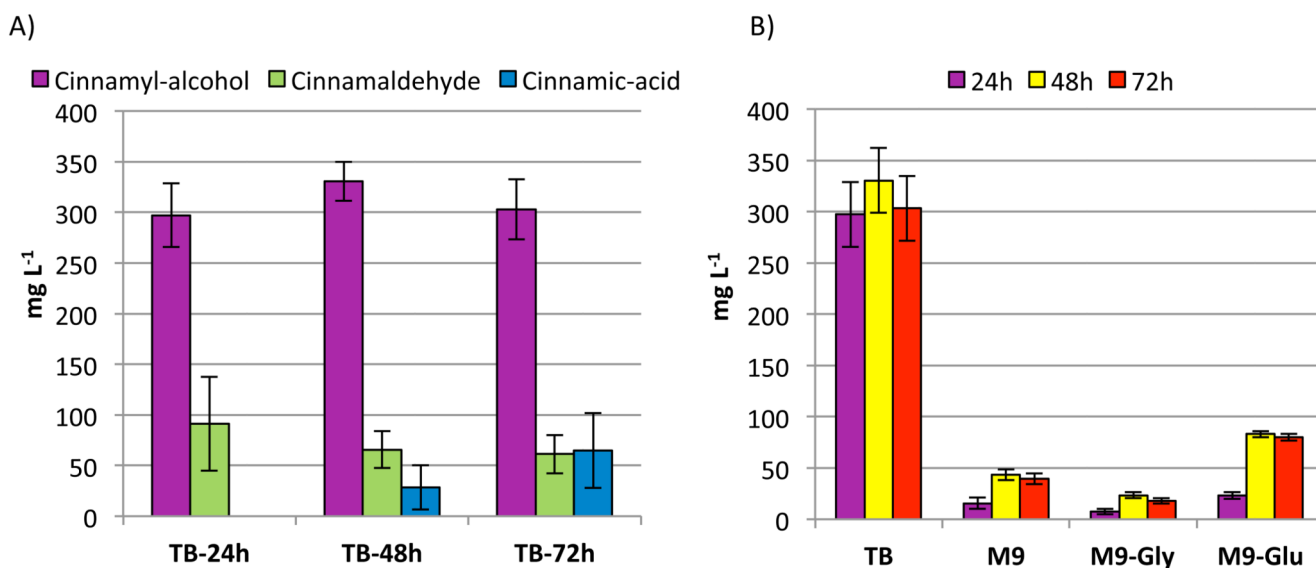 A)
Cinnamyl-alcohol Cinnamaldehyde Cinnamic-acid
400
350
300
250
200
150
100
50
0
mg L-1
TB-24h TB-48h TB-72h
B)
24h 48h 72h
400
350
300
250
200
150
100
50
0
mg L-1
TB M9 M9-Gly M9-Glu